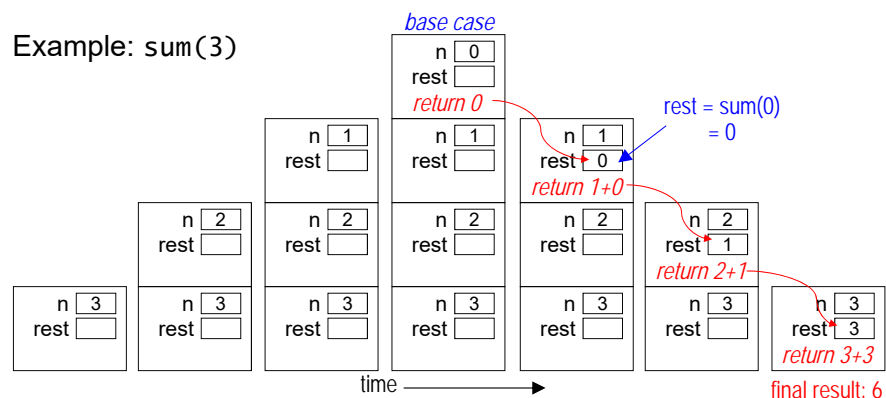 Example: sum(3)
base case
n 0
rest
return 0
rest = sum(0)
= 0
n 1
rest
n 1
rest
n 1
rest 0
return 1+0
n 2
rest
n 2
rest
n 2
rest
n 2
rest
n 2
rest 1
return 2+1
n 3
rest
n 3
rest
n 3
rest
n 3
rest
n 3
rest
n 3
rest
n 3
rest 3
return 3+3
time
final result: 6